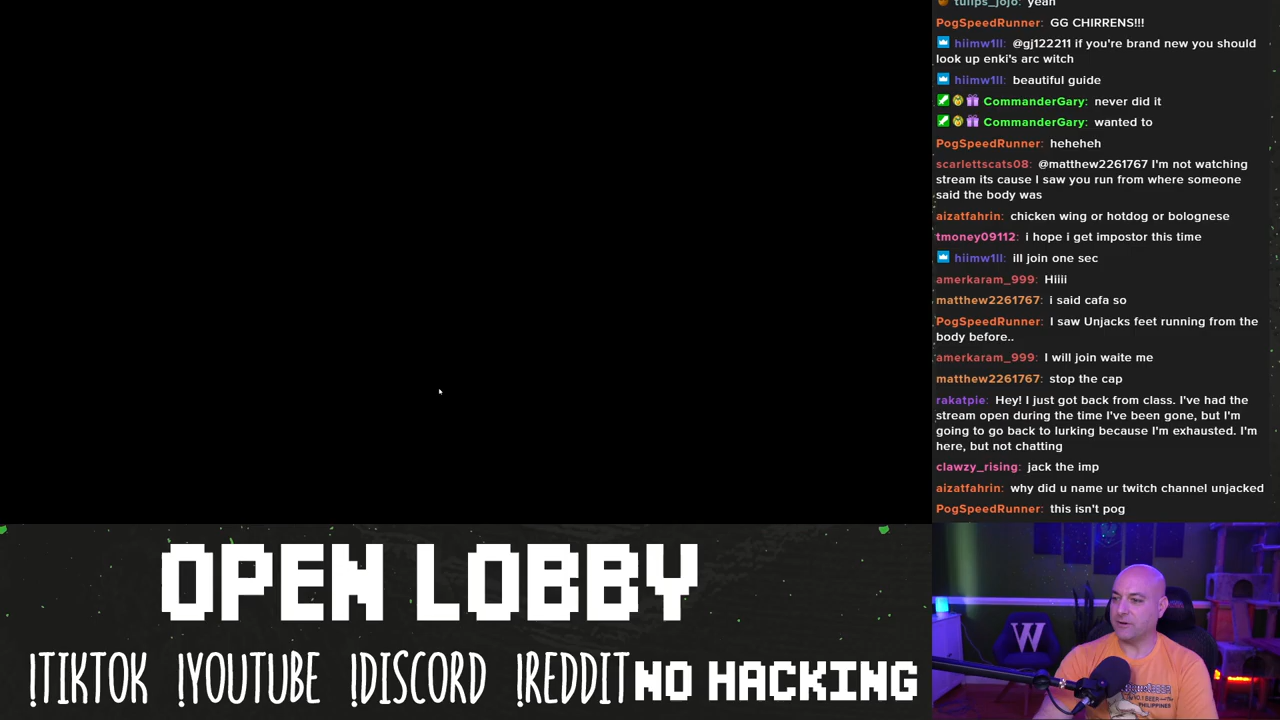 tulips_jojo: yeah
PogSpeedRunner: GG CHIRRENS!!!
hiimw1ll: @gj122211 if you're brand new you should
look up enki's arc witch
hiimw1ll: beautiful guide
CommanderGary: never did it
CommanderGary: wanted to
PogSpeedRunner: heheheh
scarlettscats08: @matthew2261767 I'm not watching
stream its cause I saw you run from where someone
said the body was
aizatfahrin: chicken wing or hotdog or bolognese
tmoney09112: i hope i get impostor this time
hiimw1ll: ill join one sec
amerkaram_999: Hiiii
matthew2261767: i said cafa so
PogSpeedRunner: I saw Unjacks feet running from the
body before..
amerkaram_999: I will join waite me
matthew2261767: stop the cap
rakatpie: Hey! I just got back from class. I've had the
stream open during the time I've been gone, but I'm
going to go back to lurking because I'm exhausted. I'm
here, but not chatting
clawzy_rising: jack the imp
aizatfahrin: why did u name ur twitch channel unjacked
PogSpeedRunner: this isn't pog
OPEN LOBBY
!TIKTOK !YOUTUBE !DISCORD !REDDIT NO HACKING
W
PHILIPPINES